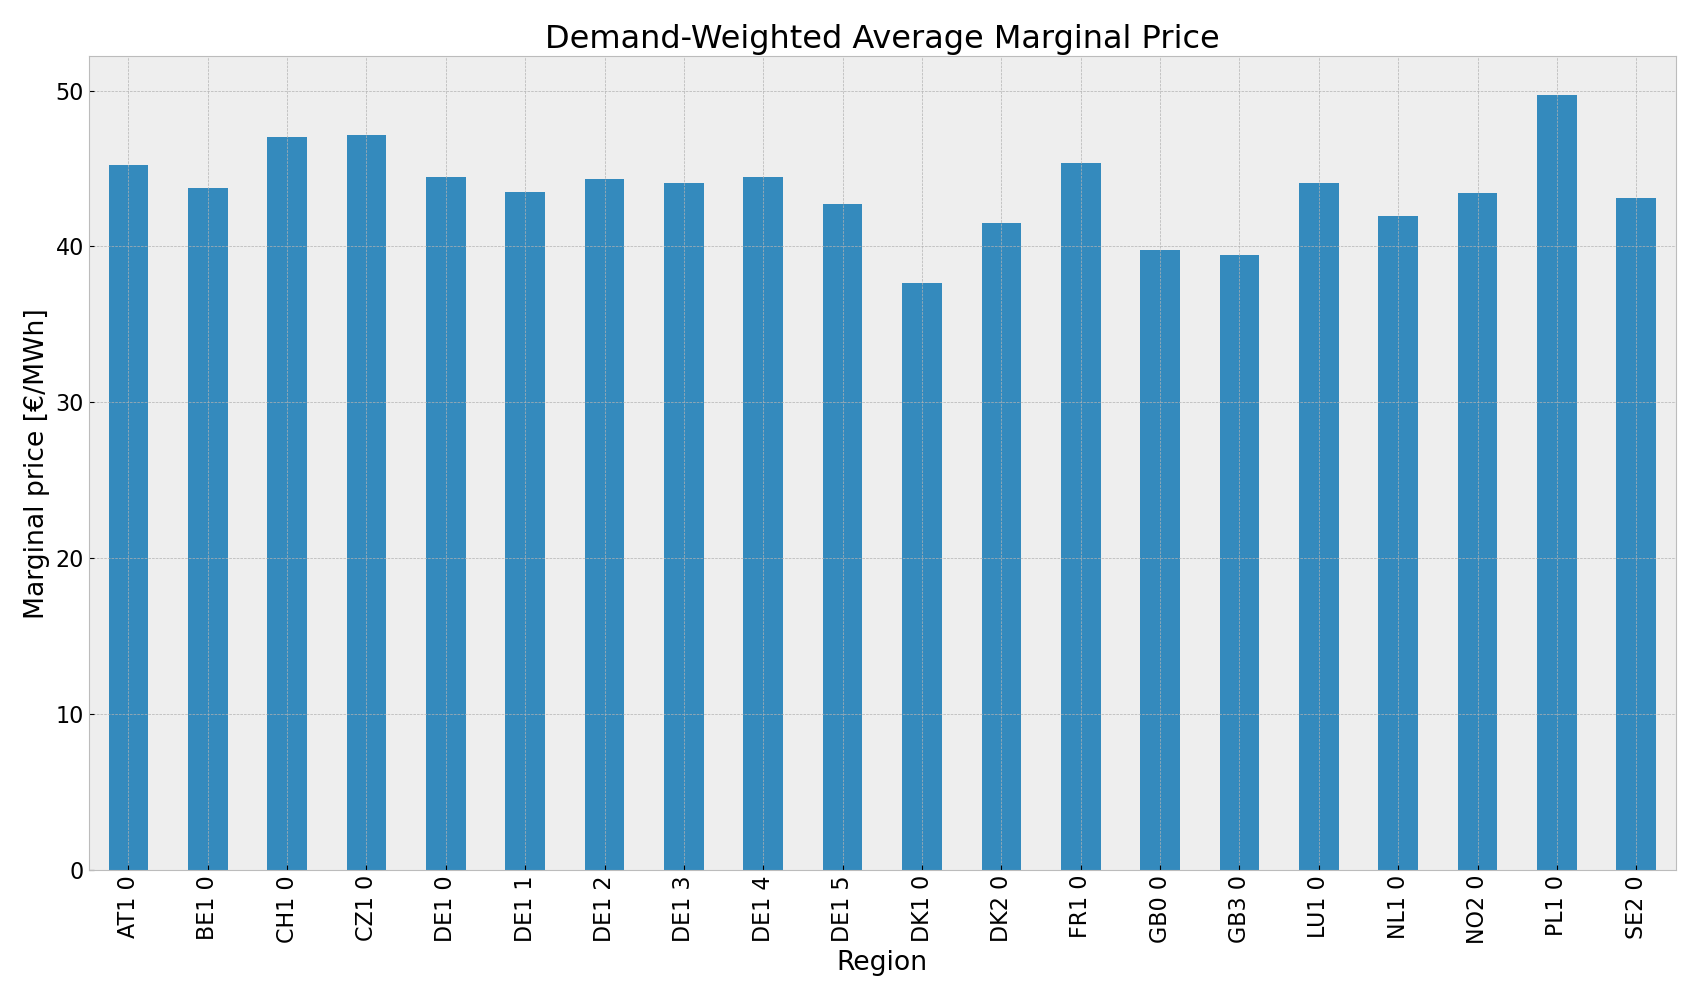 Demand-Weighted Average Marginal Price
Marginal price [€/MWh]
50
40
30
20
10
0
AT1 0
BE1 0
CH1 0
CZ1 0
DE1 0
DE1 1
DE1 2
DE1 3
DE1 4
DE1 5
DK1 0
DK2 0
FR1 0
GB0 0
GB3 0
LU1 0
NL1 0
NO2 0
PL1 0
SE2 0
Region